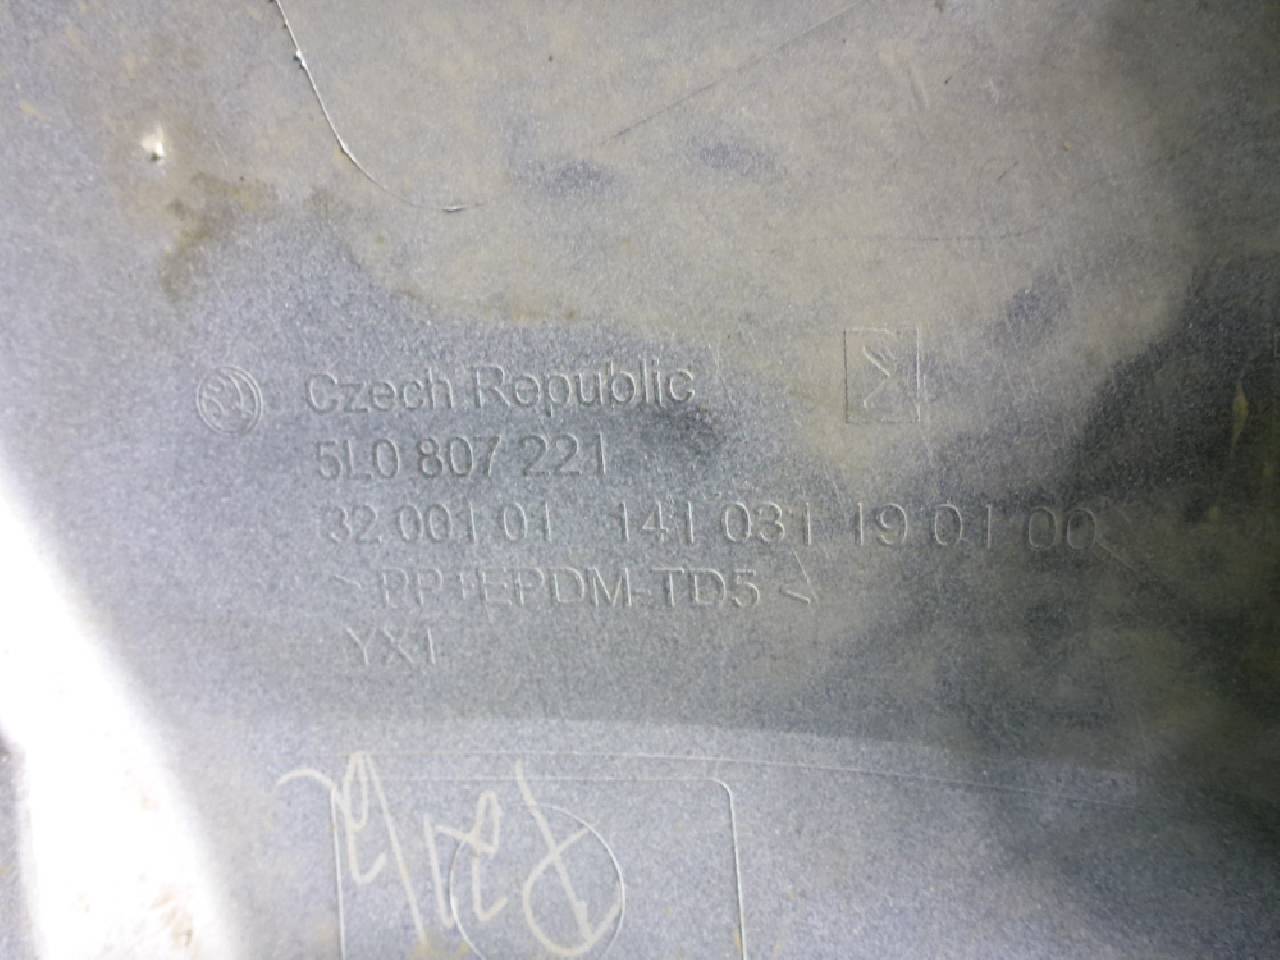 Czech Republic
5L0 807 221
32 001 01 141 031 19 01 00
>PP+EPDM-TD5<
YX1